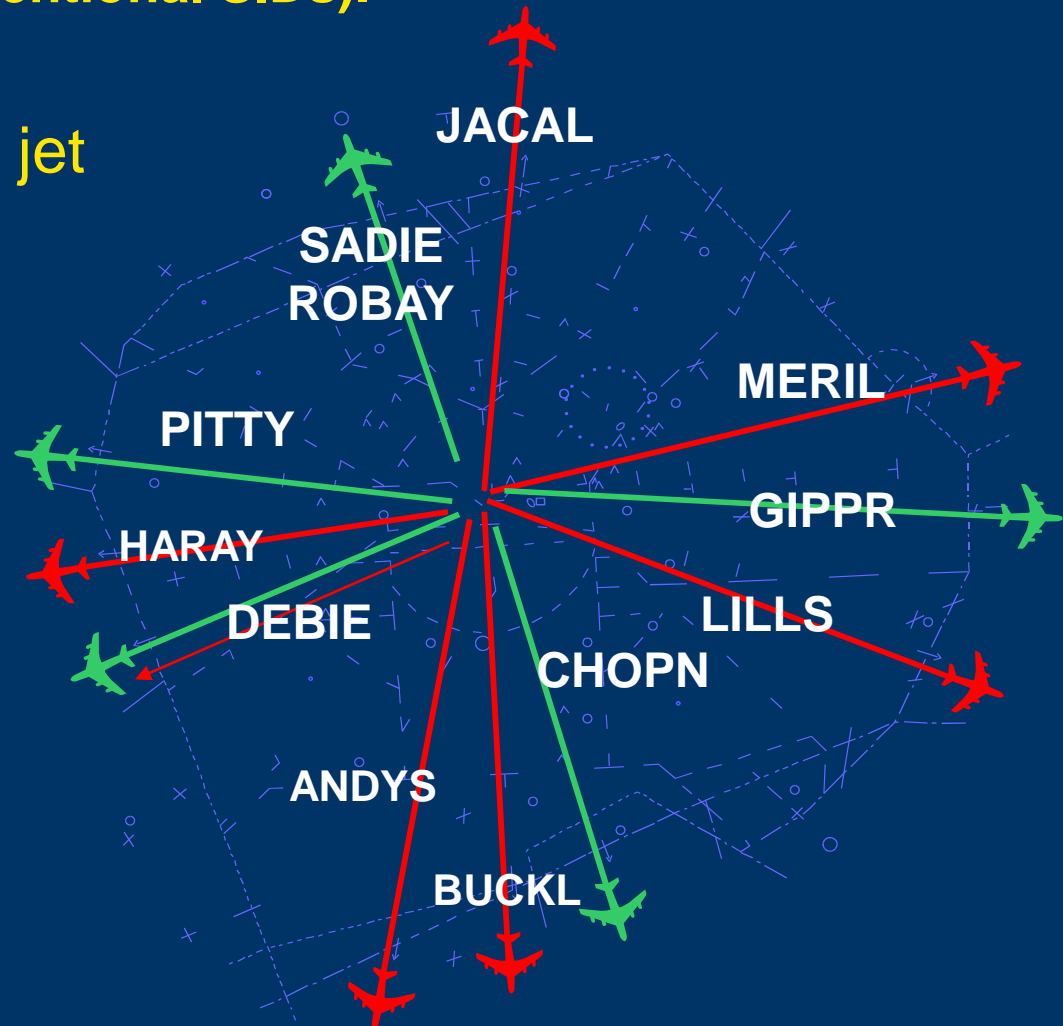 JACAL
jet
SADIE
ROBAY
MERIL
PITTY
GIPPR
HARAY
DEBIE
LILLS
CHOPN
ANDYS
BUCKL